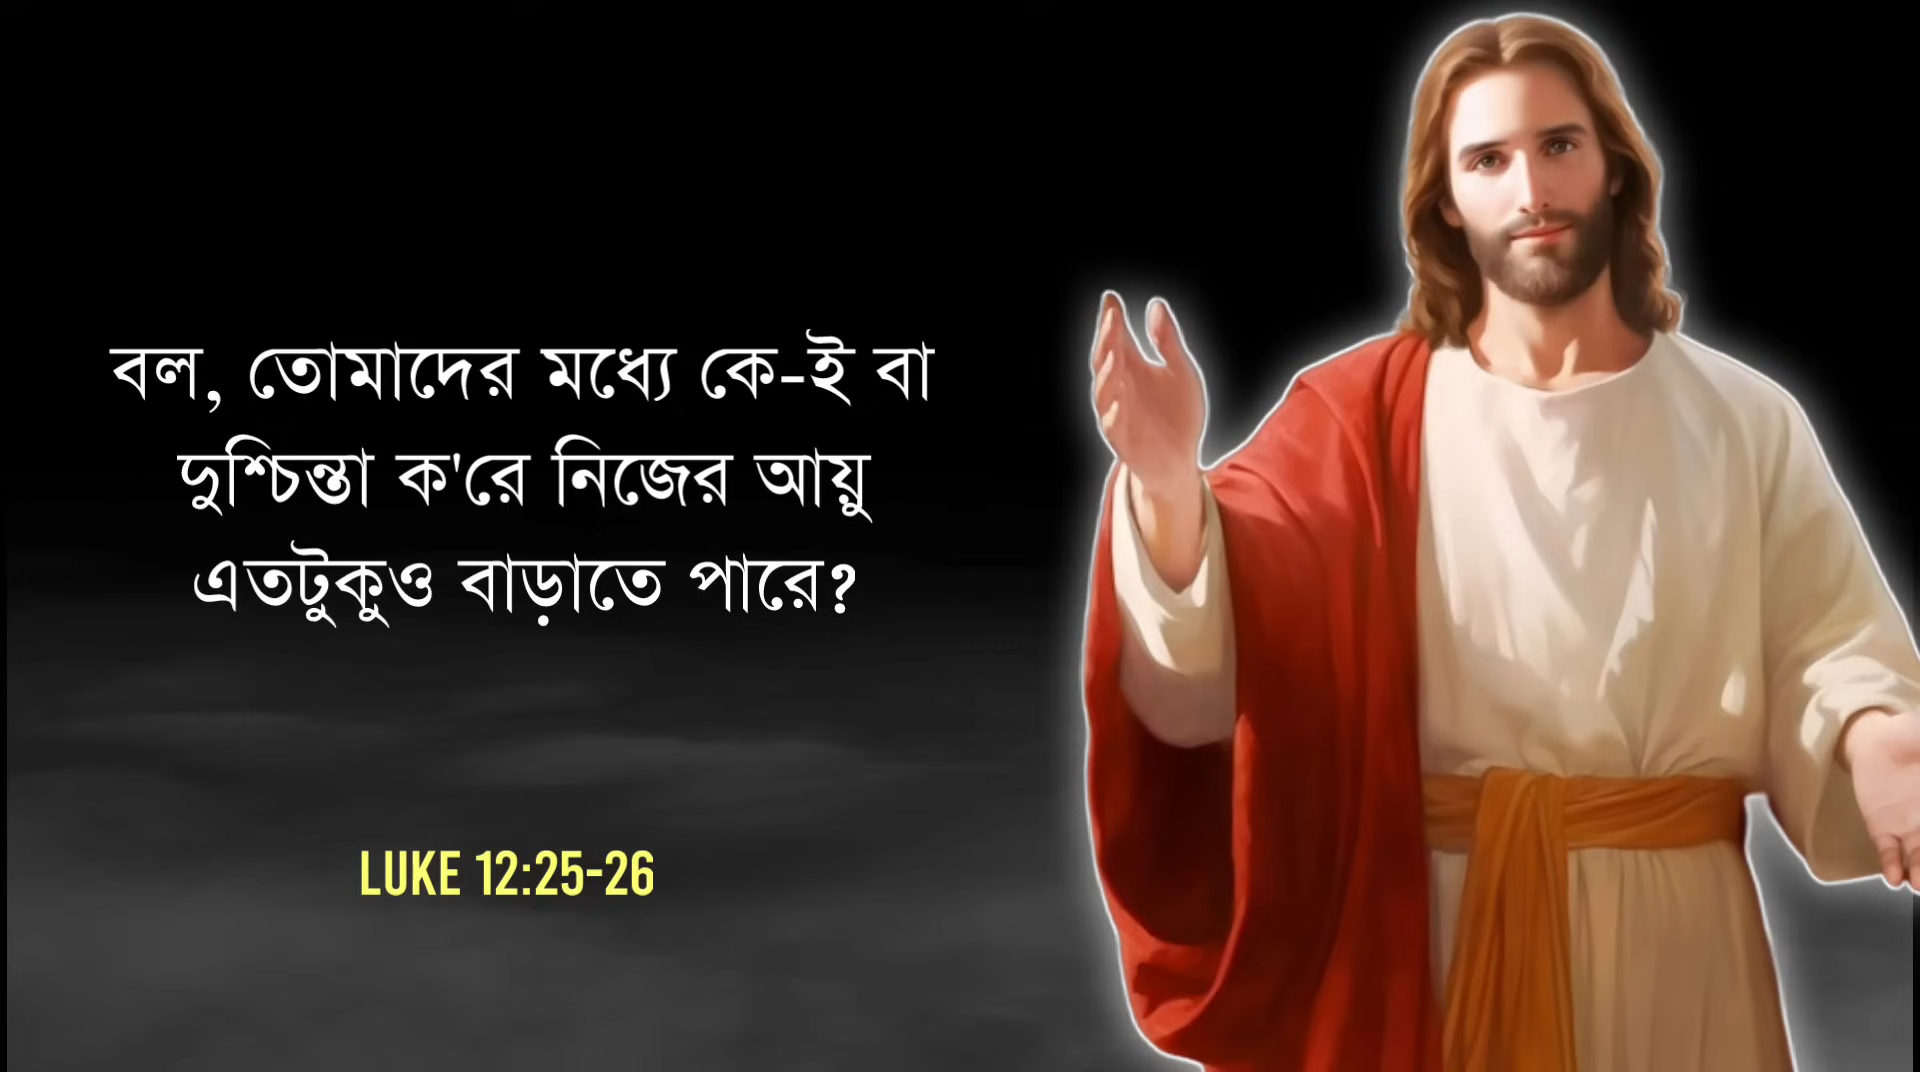 বল, তোমাদের মধ্যে কে-ই বা
দুশ্চিন্তা ক'রে নিজের আয়ু
এতটুকুও বাড়াতে পারে?
LUKE 12:25-26